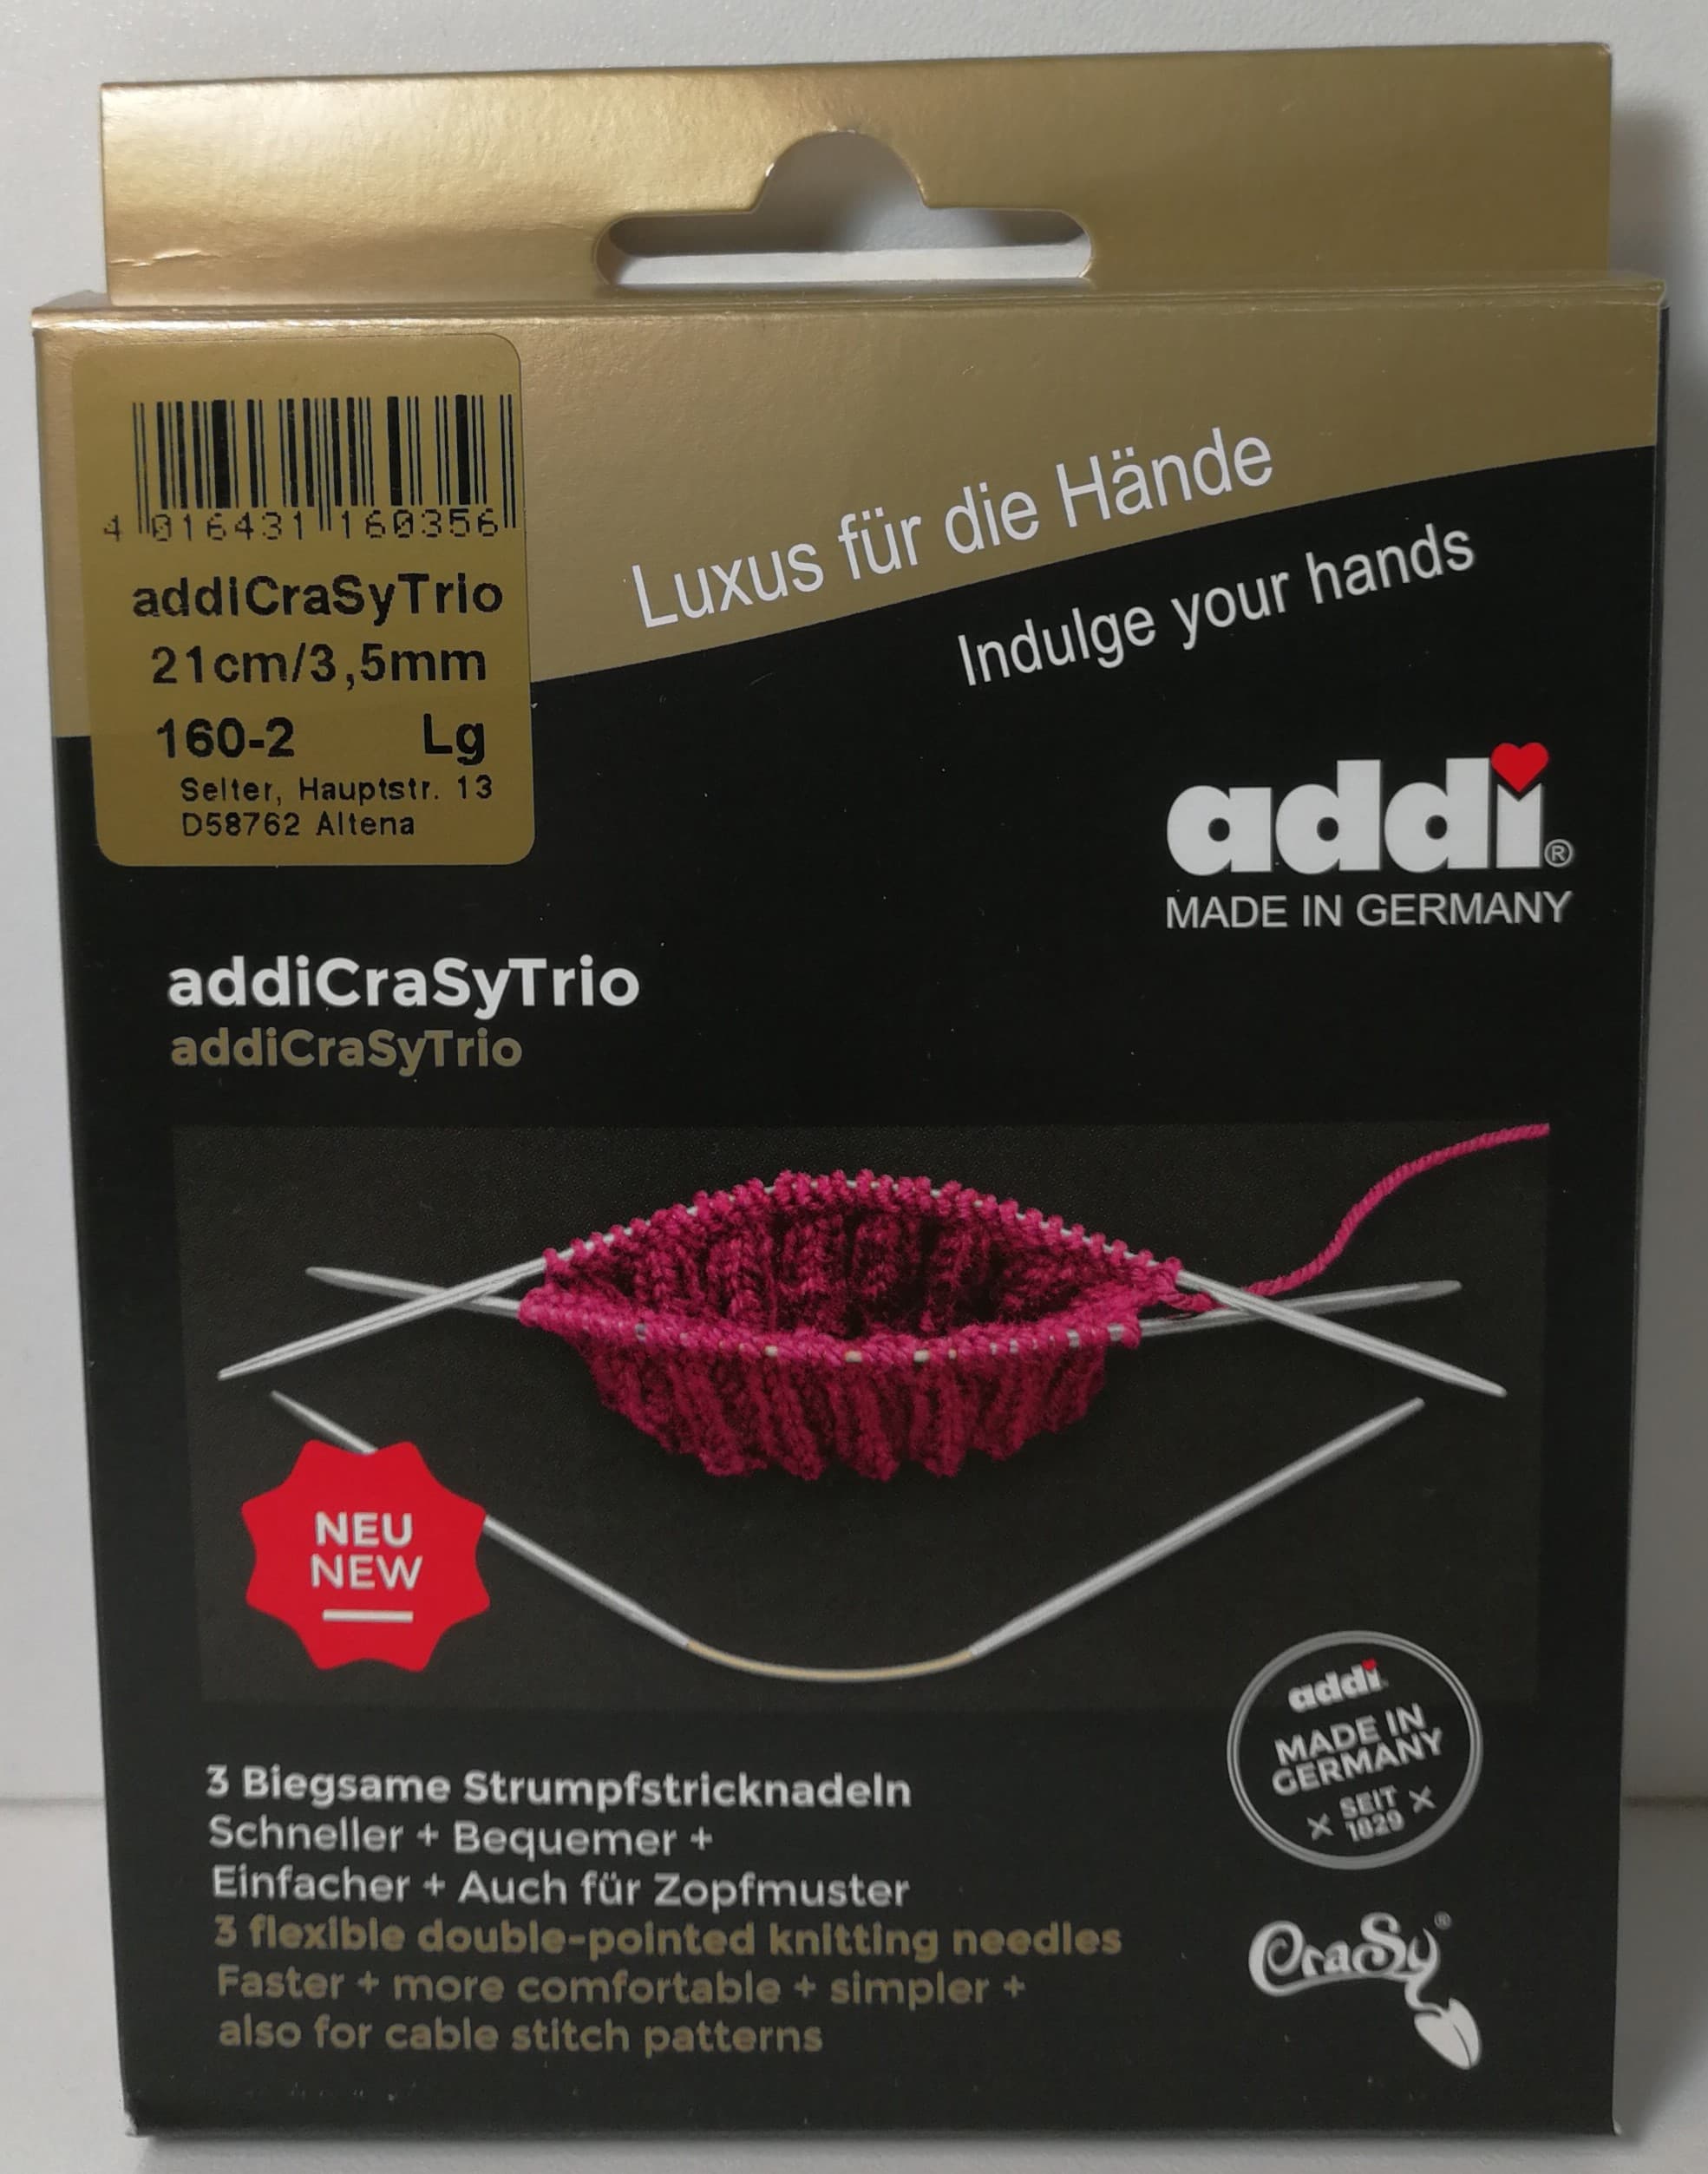 4 016431 160356
addiCraSyTrio
21cm/3,5mm
160-2 Lg
Selter, Hauptstr. 13
D58762 Altena
Luxus für die Hände
Indulge your hands
addi®
MADE IN GERMANY
addiCraSyTrio
addiCraSyTrio
NEU
NEW
addi
MADE IN
GERMANY
SEIT
1829
3 Biegsame Strumpfstricknadeln
Schneller + Bequemer +
Einfacher + Auch für Zopfmuster
3 flexible double-pointed knitting needles
Faster + more comfortable + simpler +
also for cable stitch patterns
CraSy®